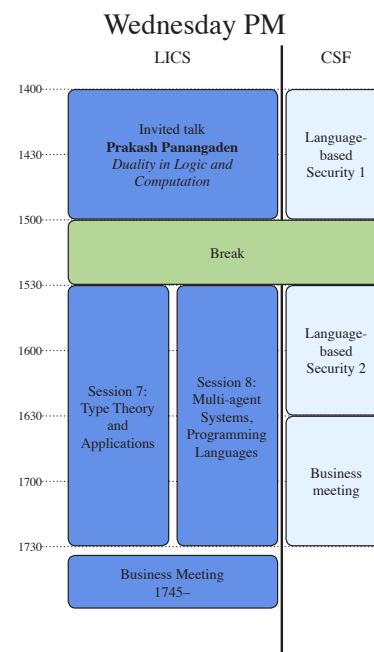 Wednesday PM
LICS
CSF
1400
Invited talk
Prakash Panangaden
Duality in Logic and
Computation
Language-
based
Security 1
1430
1500
Break
1530
Session 7:
Type Theory
and
Applications
Session 8:
Multi-agent
Systems,
Programming
Languages
Language-
based
Security 2
1600
1630
Business
meeting
1700
1730
Business Meeting
1745–